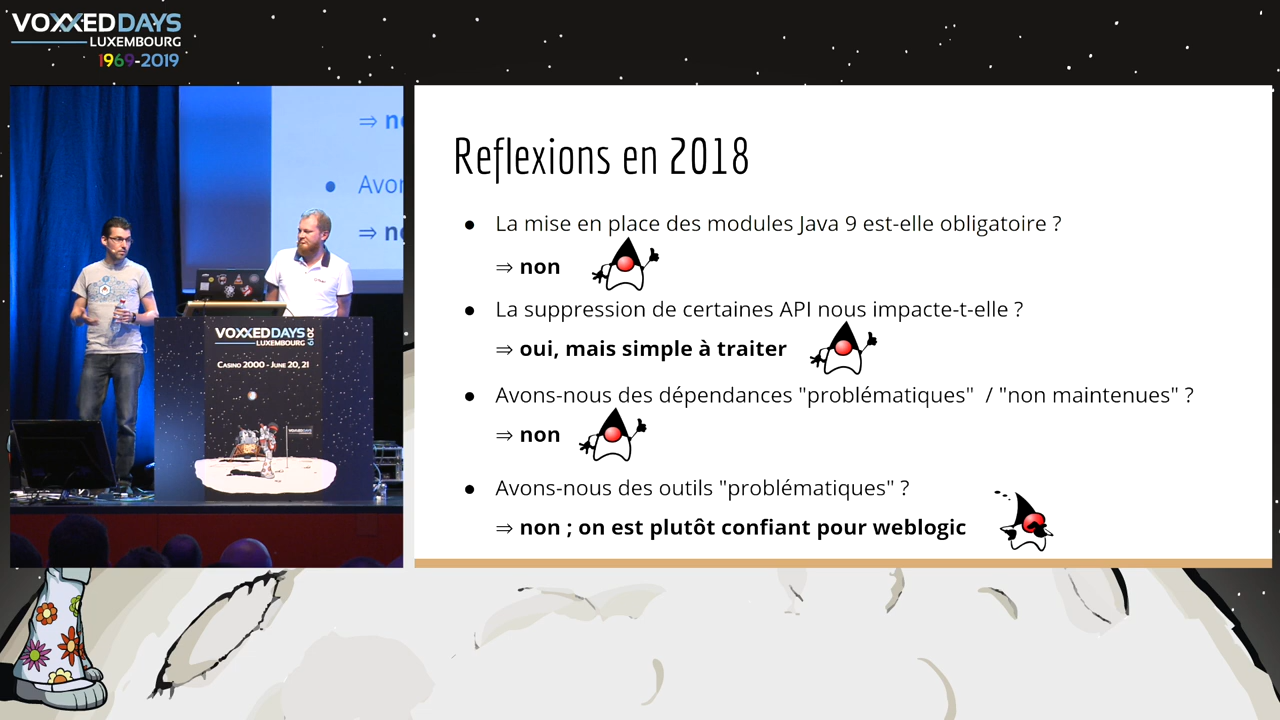 VOXXEDDAYS
LUXEMBOURG
1969-2019
⇒ n
Avor
⇒ n
VOXXEDDAYS 2019
LUXEMBOURG
CASINO 2000 - JUNE 20, 21
Reflexions en 2018
● La mise en place des modules Java 9 est-elle obligatoire ?
⇒ non
● La suppression de certaines API nous impacte-t-elle ?
⇒ oui, mais simple à traiter
● Avons-nous des dépendances "problématiques" / "non maintenues" ?
⇒ non
● Avons-nous des outils "problématiques" ?
⇒ non ; on est plutôt confiant pour weblogic